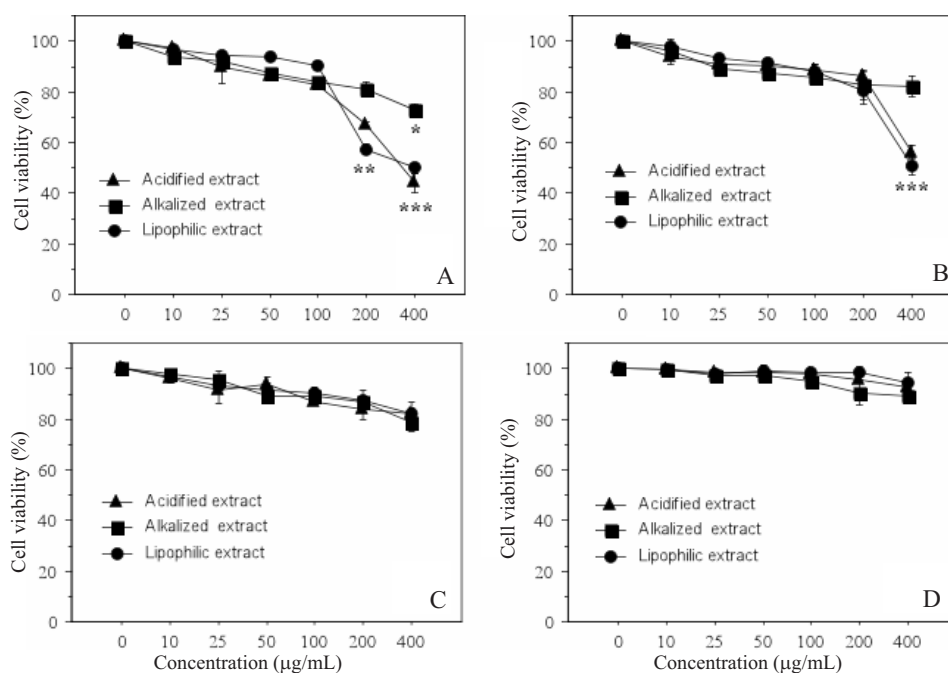 Cell viability (%)
100
80
60
40
20
0
*
**
***
Acidified extract
Alkalized extract
Lipophilic extract
A
0 10 25 50 100 200 400
Cell viability (%)
100
80
60
40
20
0
***
Acidified extract
Alkalized extract
Lipophilic extract
B
0 10 25 50 100 200 400
Cell viability (%)
100
80
60
40
20
0
Acidified extract
Alkalized extract
Lipophilic extract
C
0 10 25 50 100 200 400
Concentration (μg/mL)
Cell viability (%)
100
80
60
40
20
0
Acidified extract
Alkalized extract
Lipophilic extract
D
0 10 25 50 100 200 400
Concentration (μg/mL)